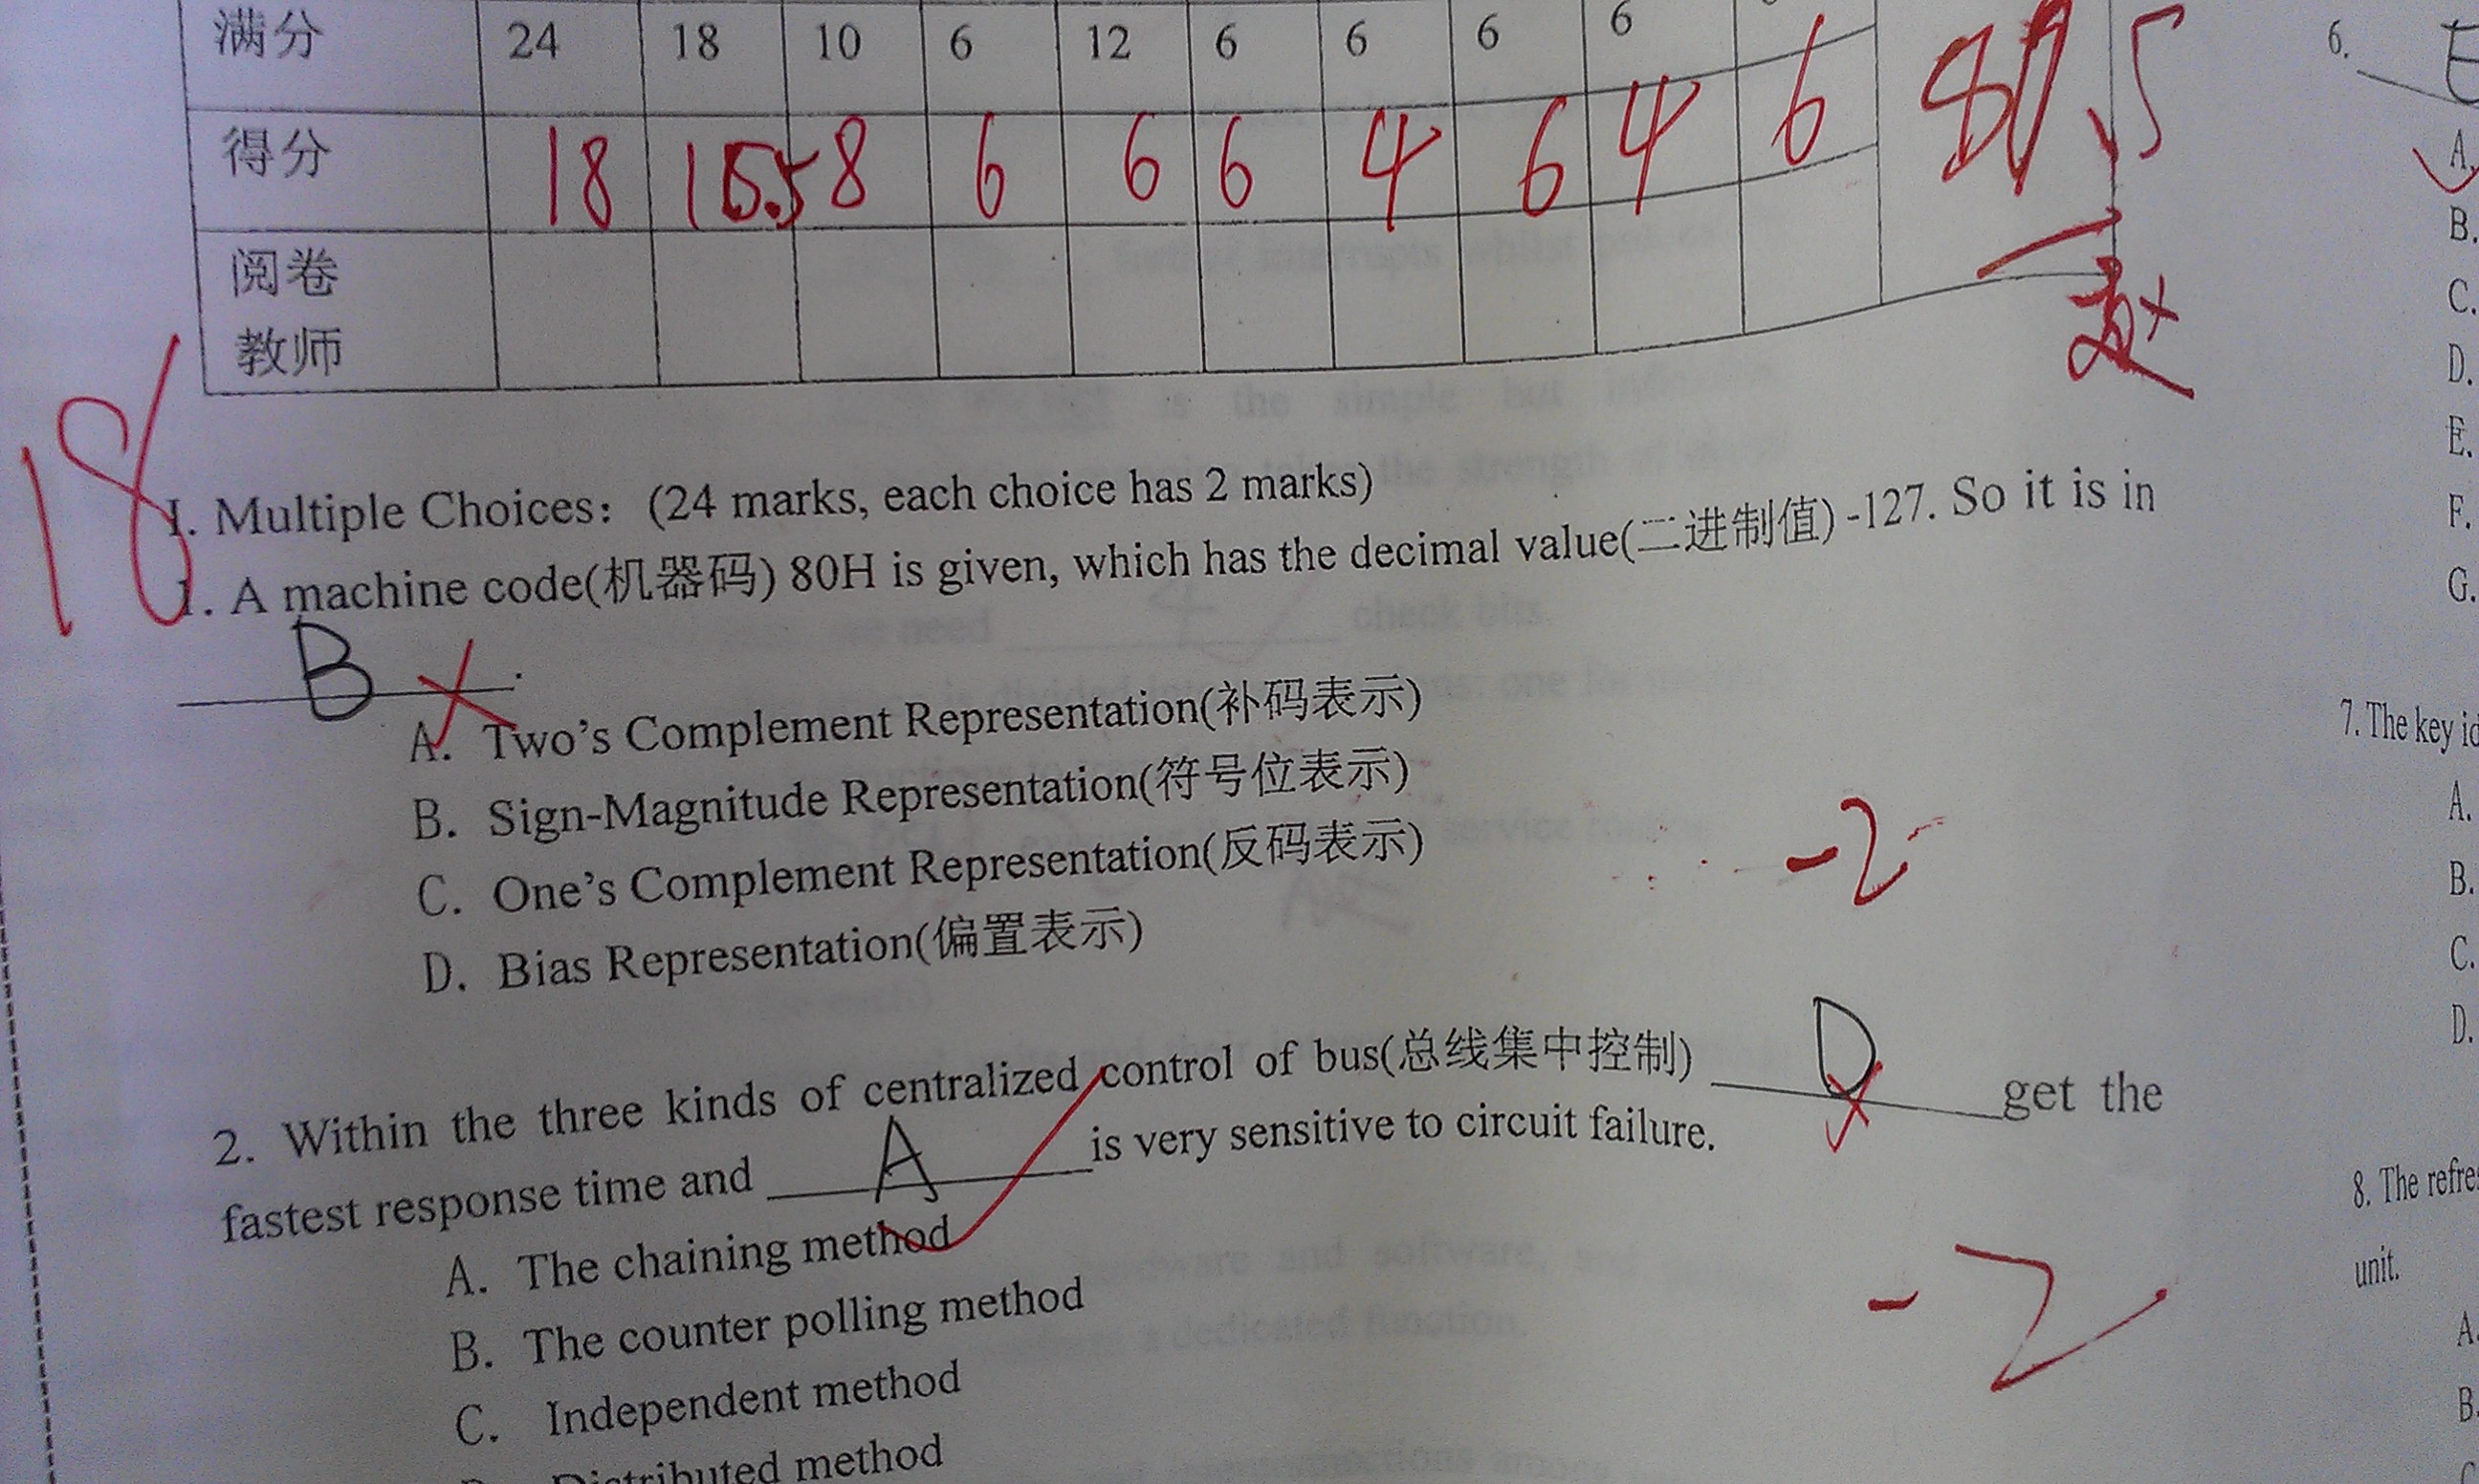 满分 24 18 10 6 12 6 6 6 6
得分 18 15.5 8 6 6 6 4 6 4 6
阅卷
教师
18
I. Multiple Choices：(24 marks, each choice has 2 marks)
1. A machine code(机器码) 80H is given, which has the decimal value(二进制值) -127. So it is in
B .
A. Two's Complement Representation(补码表示)
B. Sign-Magnitude Representation(符号位表示)
C. One's Complement Representation(反码表示)
-2
D. Bias Representation(偏置表示)
2. Within the three kinds of centralized control of bus(总线集中控制) D get the
fastest response time and A is very sensitive to circuit failure.
A. The chaining method
B. The counter polling method
-2
C. Independent method
Distributed method
6. E
A.
B.
C.
D.
E.
F.
G.
7. The key
A.
B.
C.
D.
8. The
unit.
A.
B.